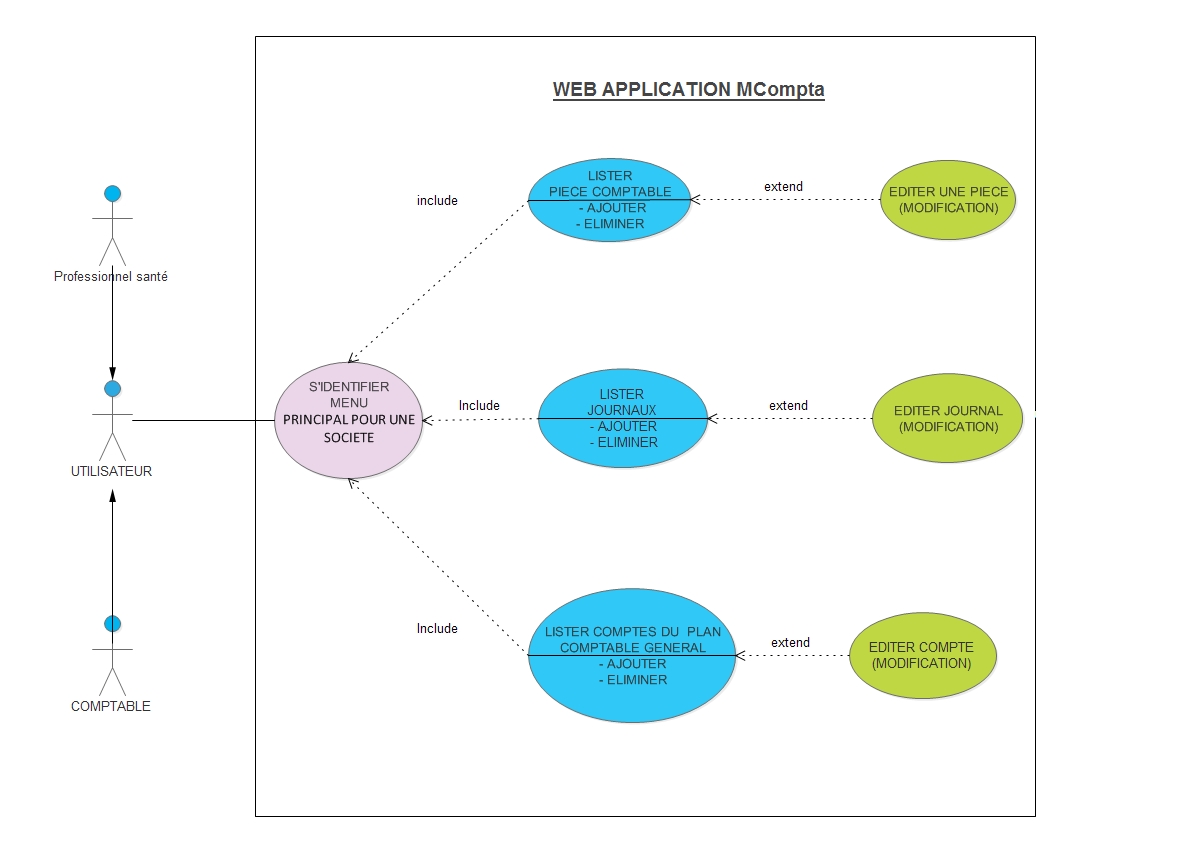 WEB APPLICATION MCompta
LISTER
PIECE COMPTABLE
- AJOUTER
- ELIMINER
extend
EDITER UNE PIECE
(MODIFICATION)
include
Professionnel santé
S'IDENTIFIER
MENU
PRINCIPAL POUR UNE
SOCIETE
Include
LISTER
JOURNAUX
- AJOUTER
- ELIMINER
extend
EDITER JOURNAL
(MODIFICATION)
UTILISATEUR
Include
LISTER COMPTES DU PLAN
COMPTABLE GENERAL
- AJOUTER
- ELIMINER
extend
EDITER COMPTE
(MODIFICATION)
COMPTABLE